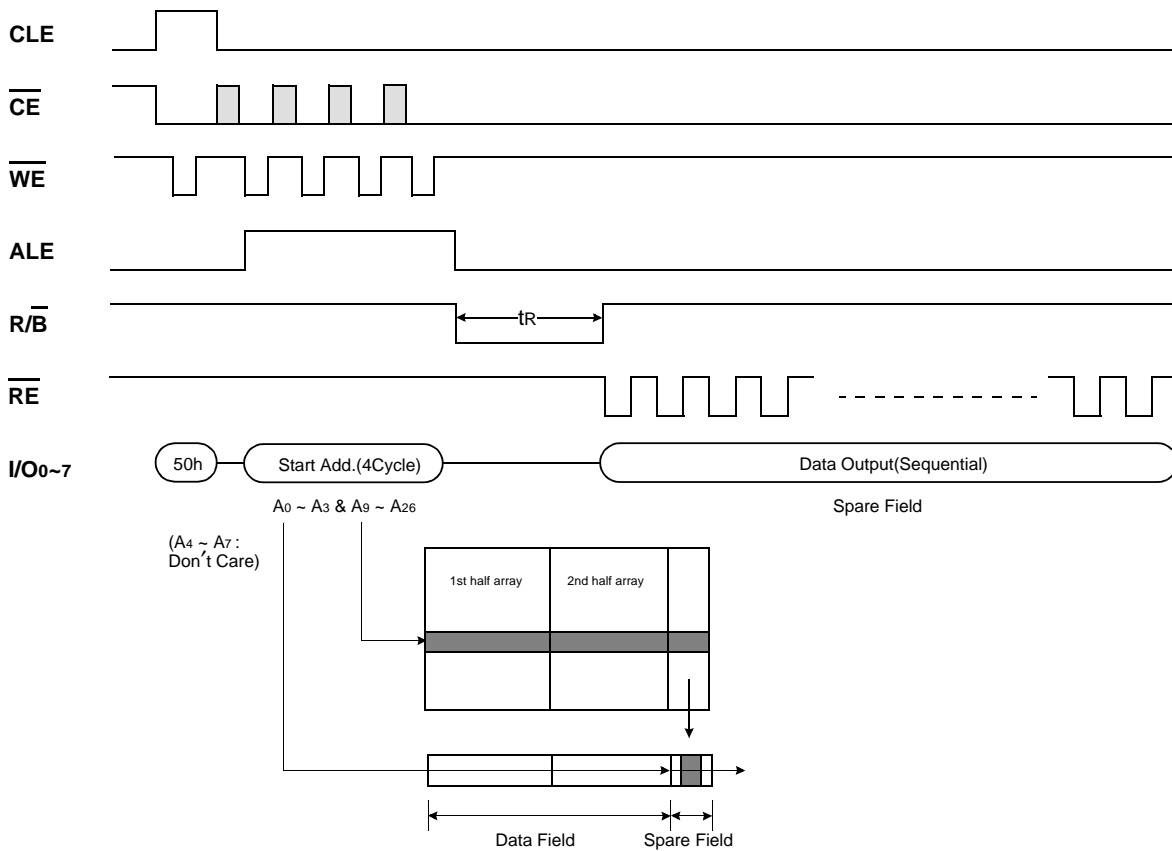 CLE
CE
WE
ALE
R/B
tR
RE
I/O0~7
50h
Start Add.(4Cycle)
Data Output(Sequential)
A0 ~ A3 & A9 ~ A26
Spare Field
(A4 ~ A7 :
Don't Care)
1st half array
2nd half array
Data Field
Spare Field